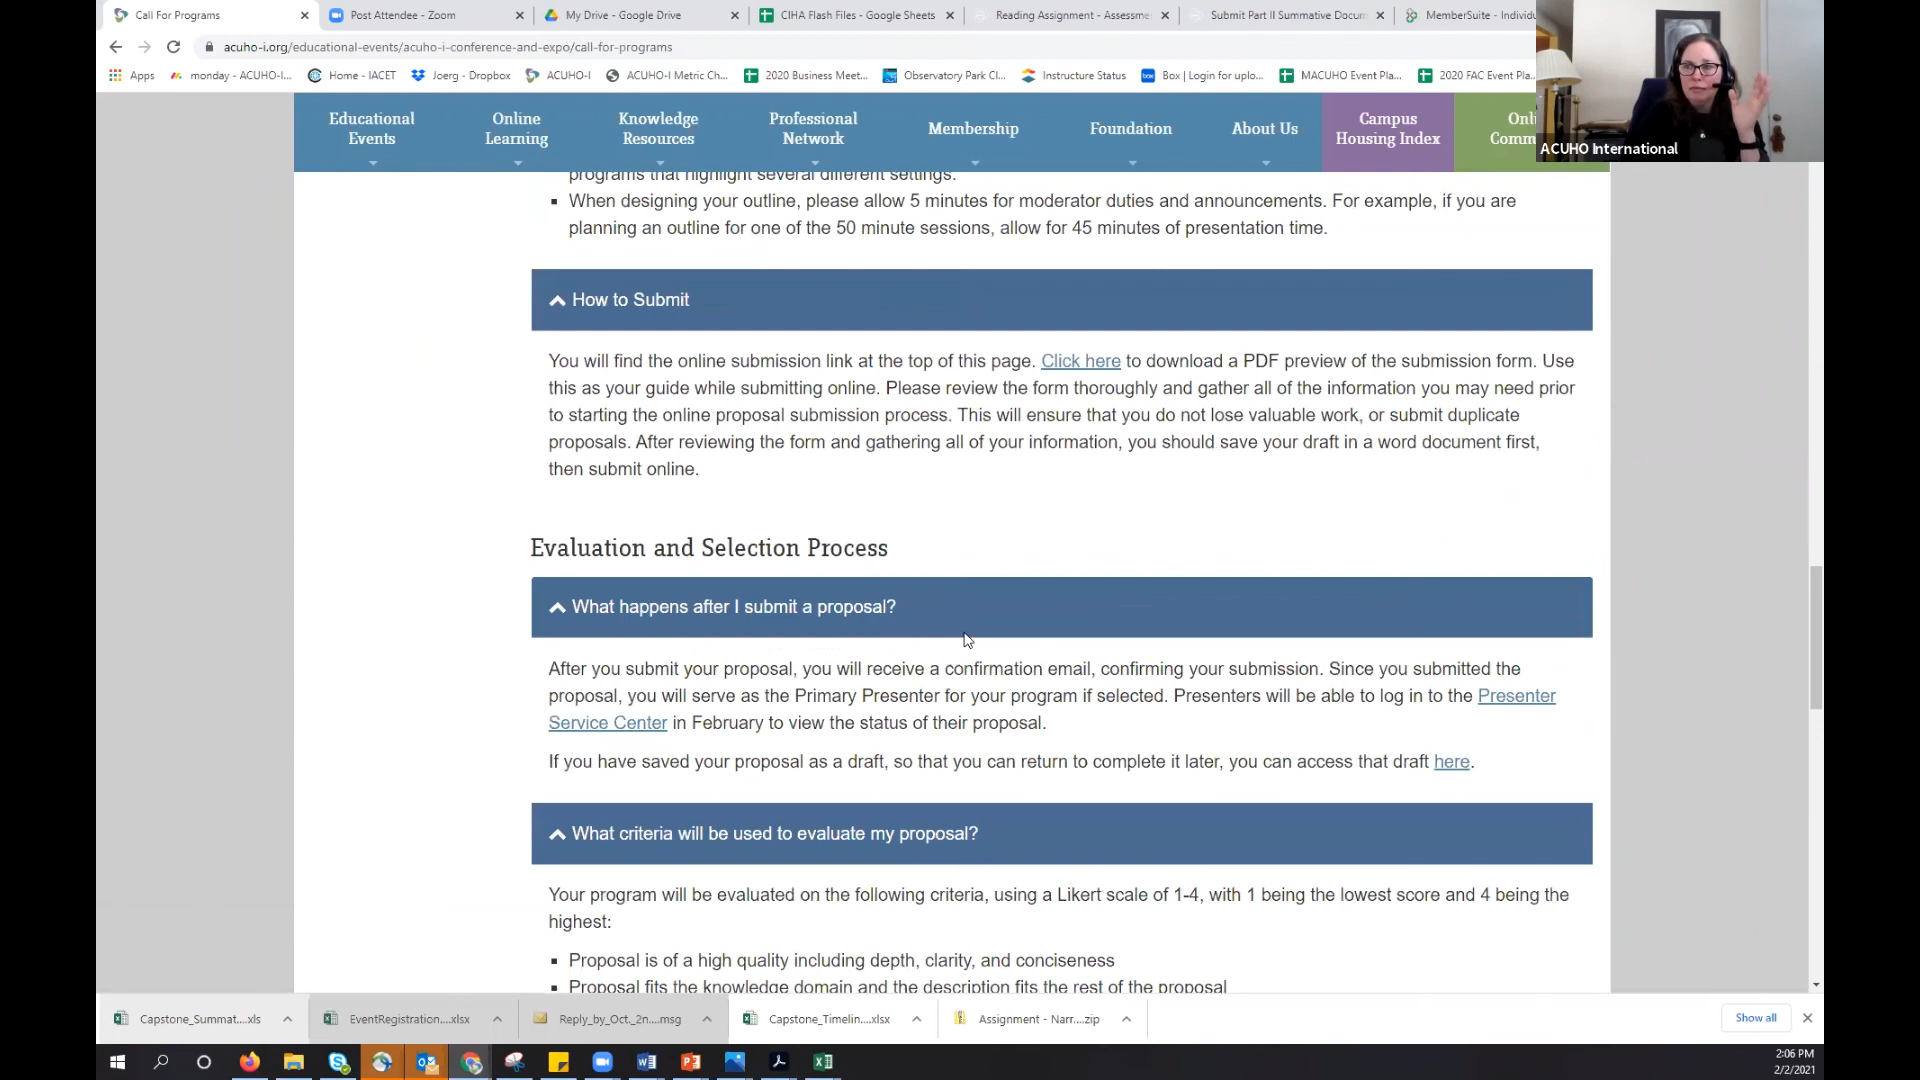 Call For Programs
Post Attendee - Zoom
My Drive - Google Drive
CIHA Flash Files - Google Sheets
Reading Assignment - Assessme
Submit Part II Summative Docum
MemberSuite - Individu
acuho-i.org/educational-events/acuho-i-conference-and-expo/call-for-programs
Apps
monday - ACUHO-I...
Home - IACET
Joerg - Dropbox
ACUHO-I
ACUHO-I Metric Ch...
2020 Business Meet...
Observatory Park Cl...
Instructure Status
Box | Login for uplo...
MACUHO Event Pla...
2020 FAC Event Pla...
Educational Events
Online Learning
Knowledge Resources
Professional Network
Membership
Foundation
About Us
Campus Housing Index
ACUHO International
programs that highlight several different settings.
▪ When designing your outline, please allow 5 minutes for moderator duties and announcements. For example, if you are
planning an outline for one of the 50 minute sessions, allow for 45 minutes of presentation time.
How to Submit
You will find the online submission link at the top of this page. Click here to download a PDF preview of the submission form. Use
this as your guide while submitting online. Please review the form thoroughly and gather all of the information you may need prior
to starting the online proposal submission process. This will ensure that you do not lose valuable work, or submit duplicate
proposals. After reviewing the form and gathering all of your information, you should save your draft in a word document first,
then submit online.
Evaluation and Selection Process
What happens after I submit a proposal?
After you submit your proposal, you will receive a confirmation email, confirming your submission. Since you submitted the
proposal, you will serve as the Primary Presenter for your program if selected. Presenters will be able to log in to the Presenter
Service Center in February to view the status of their proposal.
If you have saved your proposal as a draft, so that you can return to complete it later, you can access that draft here.
What criteria will be used to evaluate my proposal?
Your program will be evaluated on the following criteria, using a Likert scale of 1-4, with 1 being the lowest score and 4 being the
highest:
▪ Proposal is of a high quality including depth, clarity, and conciseness
▪ Proposal fits the knowledge domain and the description fits the rest of the proposal
Capstone_Summat....xls
EventRegistration....xlsx
Reply_by_Oct._2n....msg
Capstone_Timelin....xlsx
Assignment - Narr....zip
Show all
2:06 PM
2/2/2021